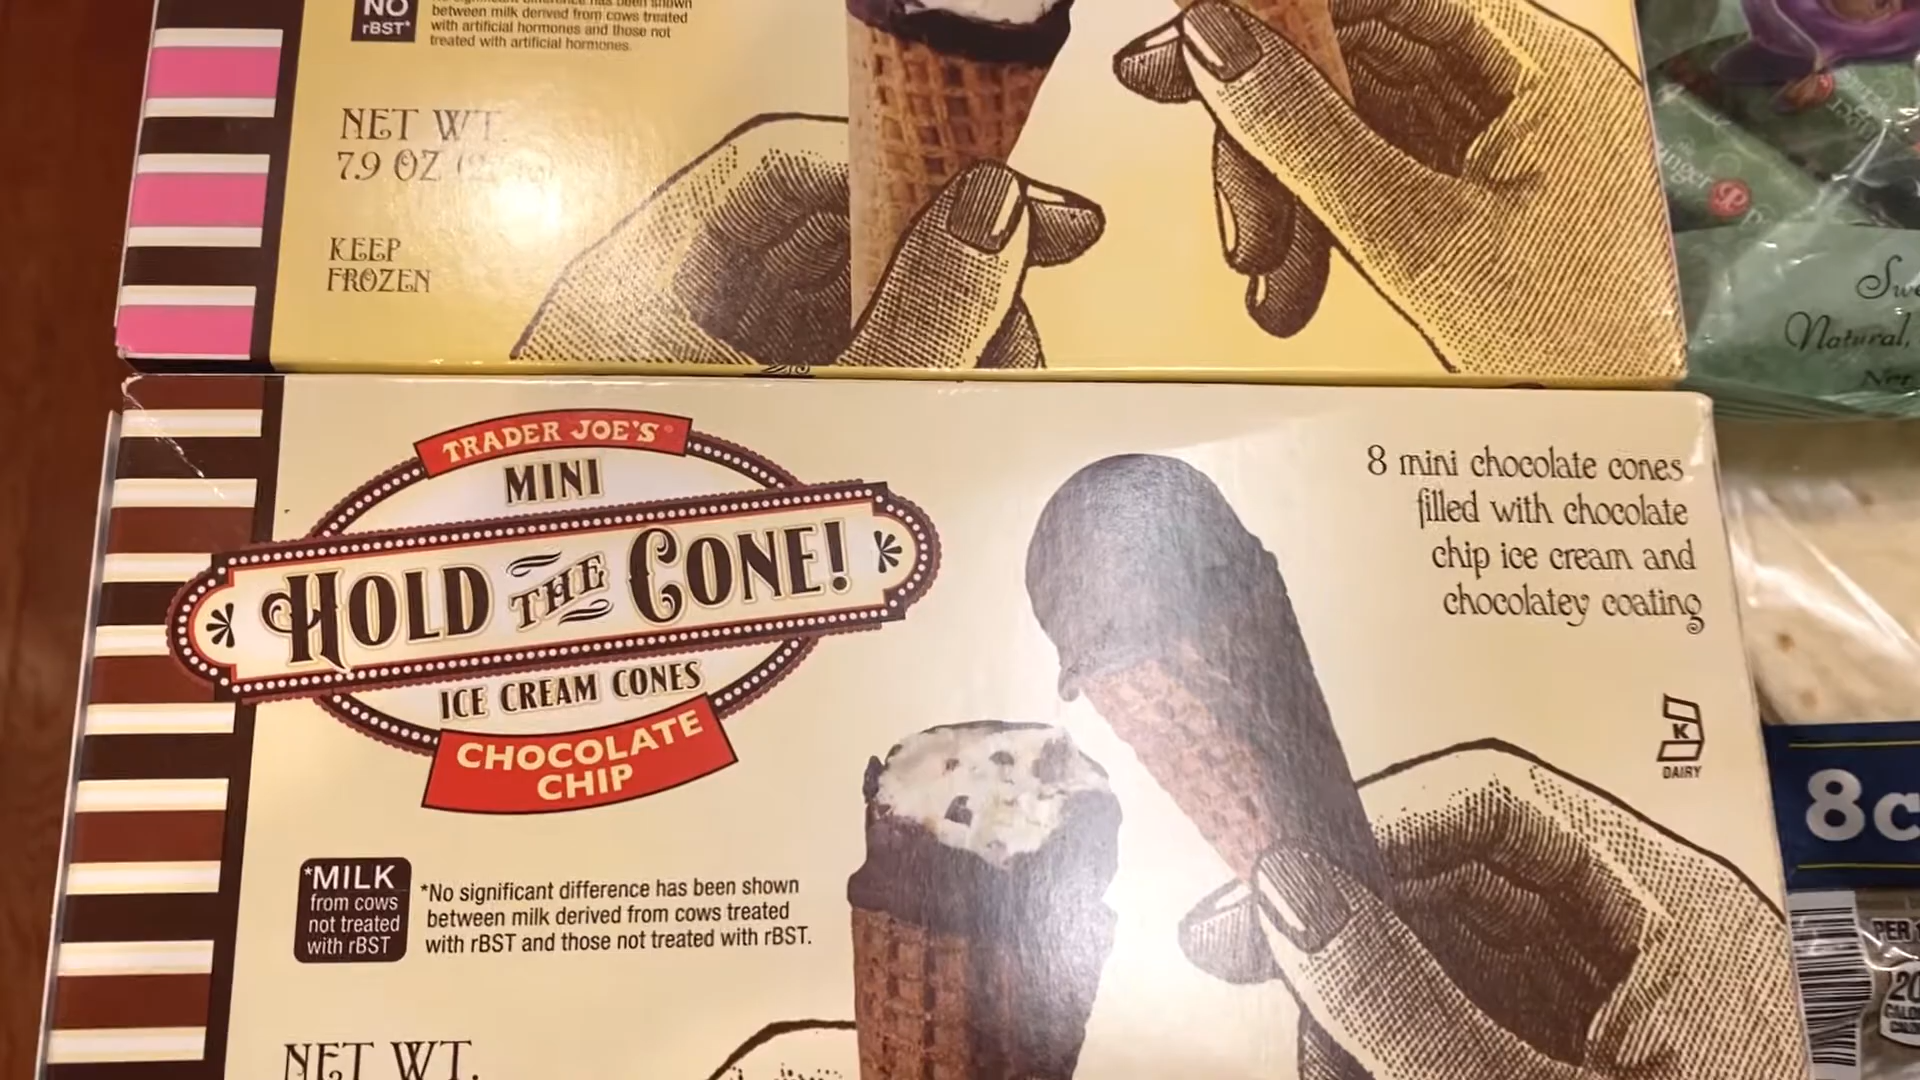 NO
rBST*
between milk derived from cows treated
with artificial hormones and those not
treated with artificial hormones.
NET WT.
7.9 OZ
KEEP
FROZEN
ginger
Natural,
TRADER JOE'S
MINI
HOLD THE CONE!
ICE CREAM CONES
CHOCOLATE
CHIP
8 mini chocolate cones
filled with chocolate
chip ice cream and
chocolatey coating
K
DAIRY
*MILK
from cows
not treated
with rBST
*No significant difference has been shown
between milk derived from cows treated
with rBST and those not treated with rBST.
NET WT.
8
PER
20